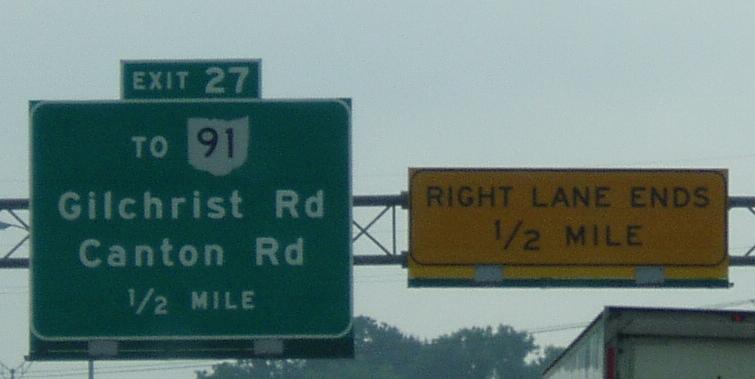 EXIT 27
TO 91
Gilchrist Rd
Canton Rd
1/2 MILE
RIGHT LANE ENDS
1/2 MILE